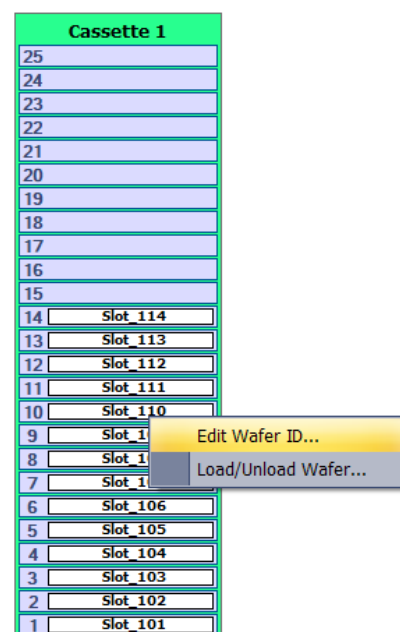 Cassette 1
25
24
23
22
21
20
19
18
17
16
15
14 Slot_114
13 Slot_113
12 Slot_112
11 Slot_111
10 Slot_110
9
Edit Wafer ID...
8
Load/Unload Wafer...
7
6 Slot_106
5 Slot_105
4 Slot_104
3 Slot_103
2 Slot_102
1 Slot_101